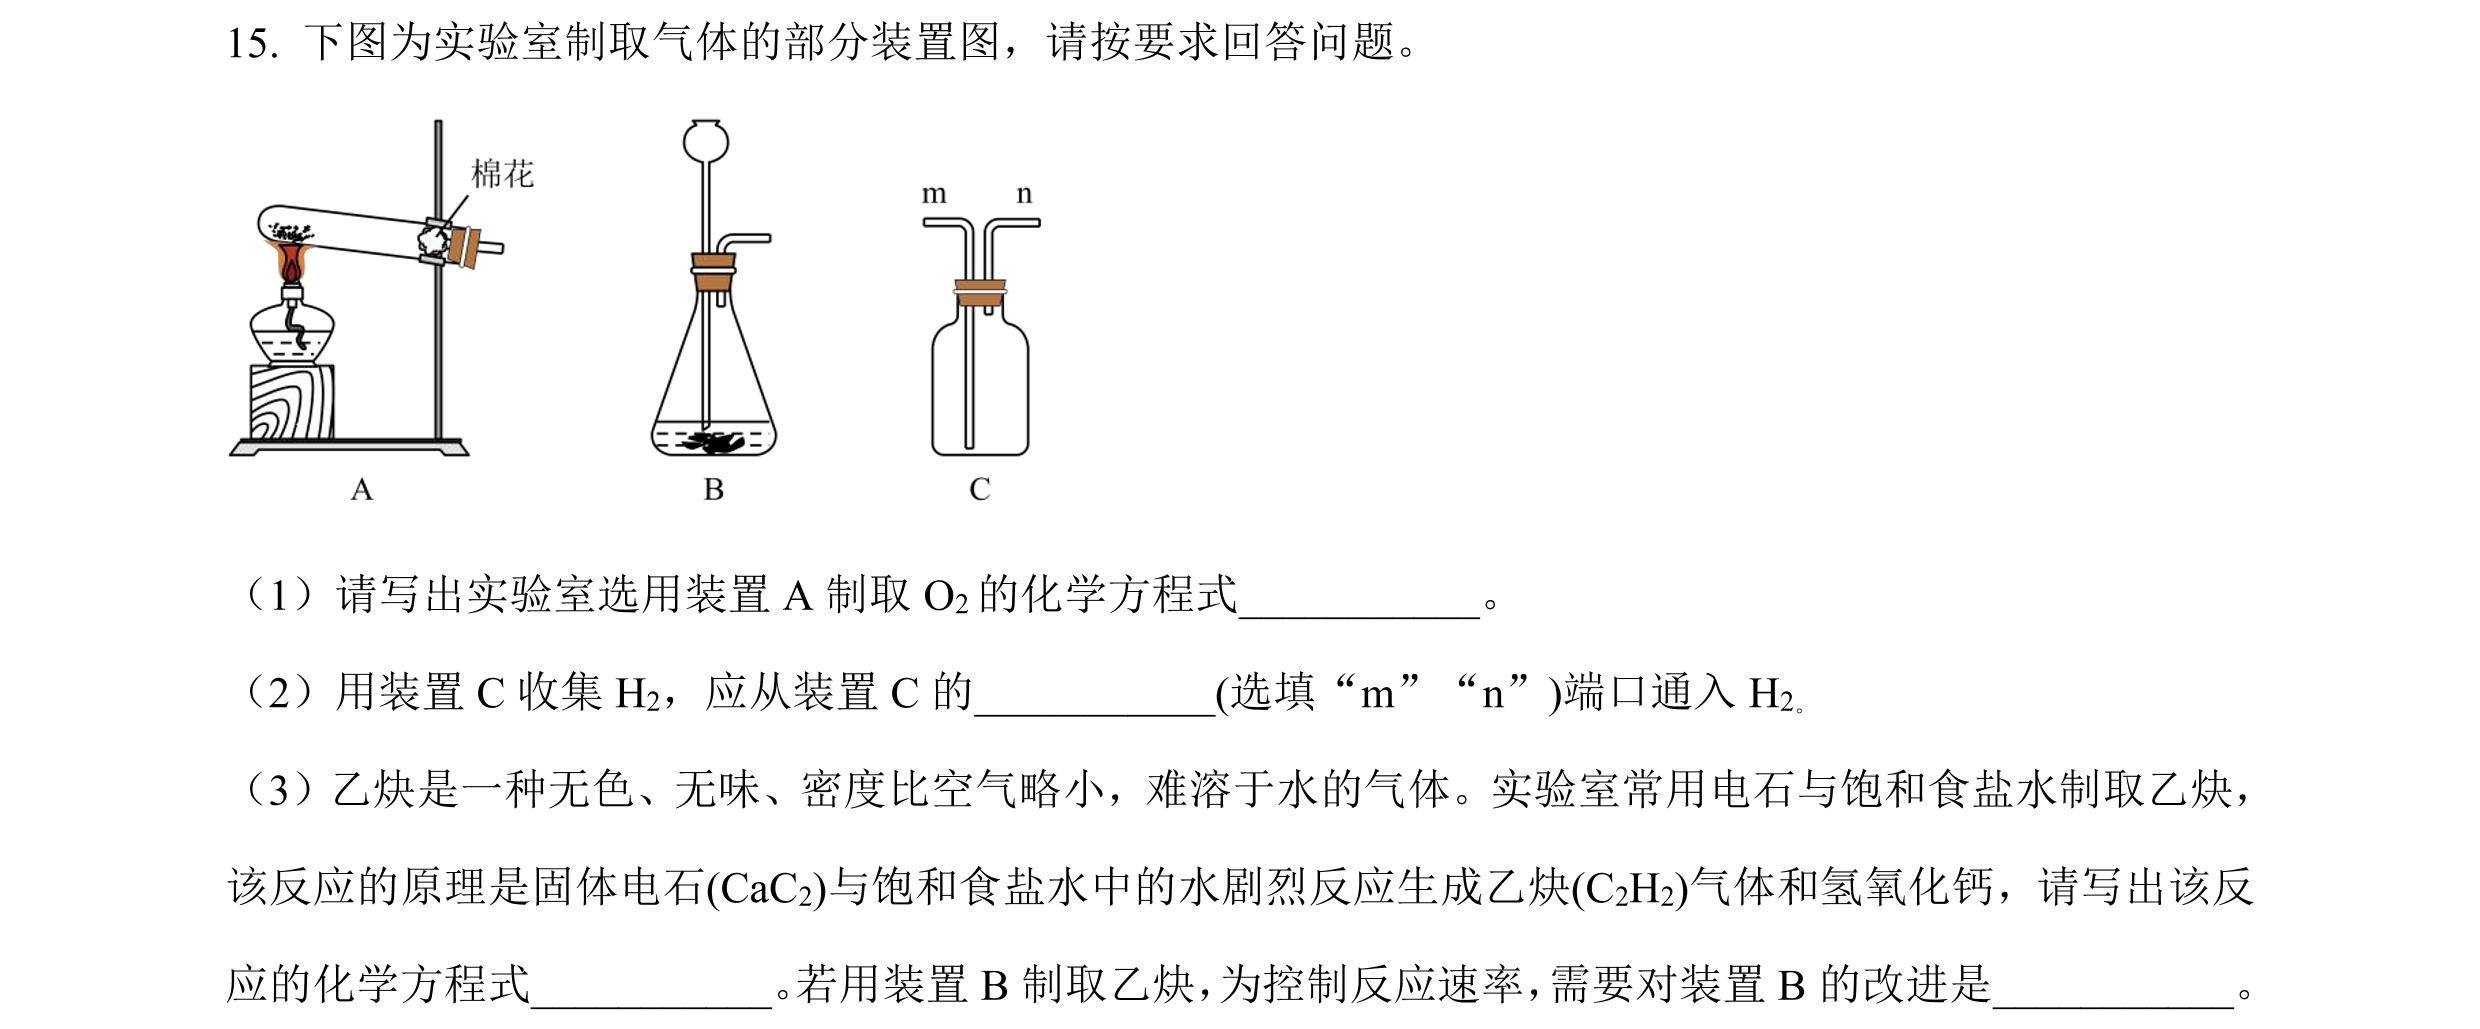 15. 下图为实验室制取气体的部分装置图，请按要求回答问题。
棉花
m n
A B C
（1）请写出实验室选用装置 A 制取 O₂ 的化学方程式___________。
（2）用装置 C 收集 H₂，应从装置 C 的___________(选填“m”“n”)端口通入 H₂。
（3）乙炔是一种无色、无味、密度比空气略小，难溶于水的气体。实验室常用电石与饱和食盐水制取乙炔，
该反应的原理是固体电石(CaC₂)与饱和食盐水中的水剧烈反应生成乙炔(C₂H₂)气体和氢氧化钙，请写出该反
应的化学方程式___________。若用装置 B 制取乙炔，为控制反应速率，需要对装置 B 的改进是___________。